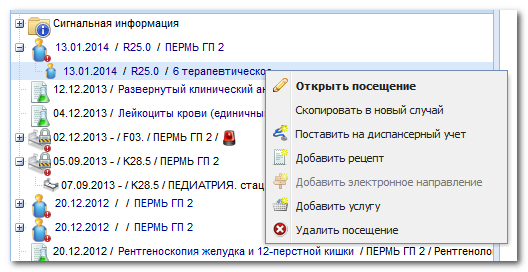 Сигнальная информация
13.01.2014 / R25.0 / ПЕРМЬ ГП 2
13.01.2014 / R25.0 / 6 терапевтическое
12.12.2013 / Развернутый клинический ан
04.12.2013 / Лейкоциты крови (единичны
02.12.2013 - / F03. / ПЕРМЬ ГП 2 /
05.09.2013 - / K28.5 / ПЕРМЬ ГП 2
07.09.2013 - / K28.5 / ПЕДИАТРИЯ. стац
20.12.2012 / / ПЕРМЬ ГП 2
20.12.2012 / / ПЕРМЬ ГП 2
20.12.2012 / Рентгеноскопия желудка и 12-перстной кишки / ПЕРМЬ ГП 2 / Рентгеноло
Открыть посещение
Скопировать в новый случай
Поставить на диспансерный учет
Добавить рецепт
Добавить электронное направление
Добавить услугу
Удалить посещение